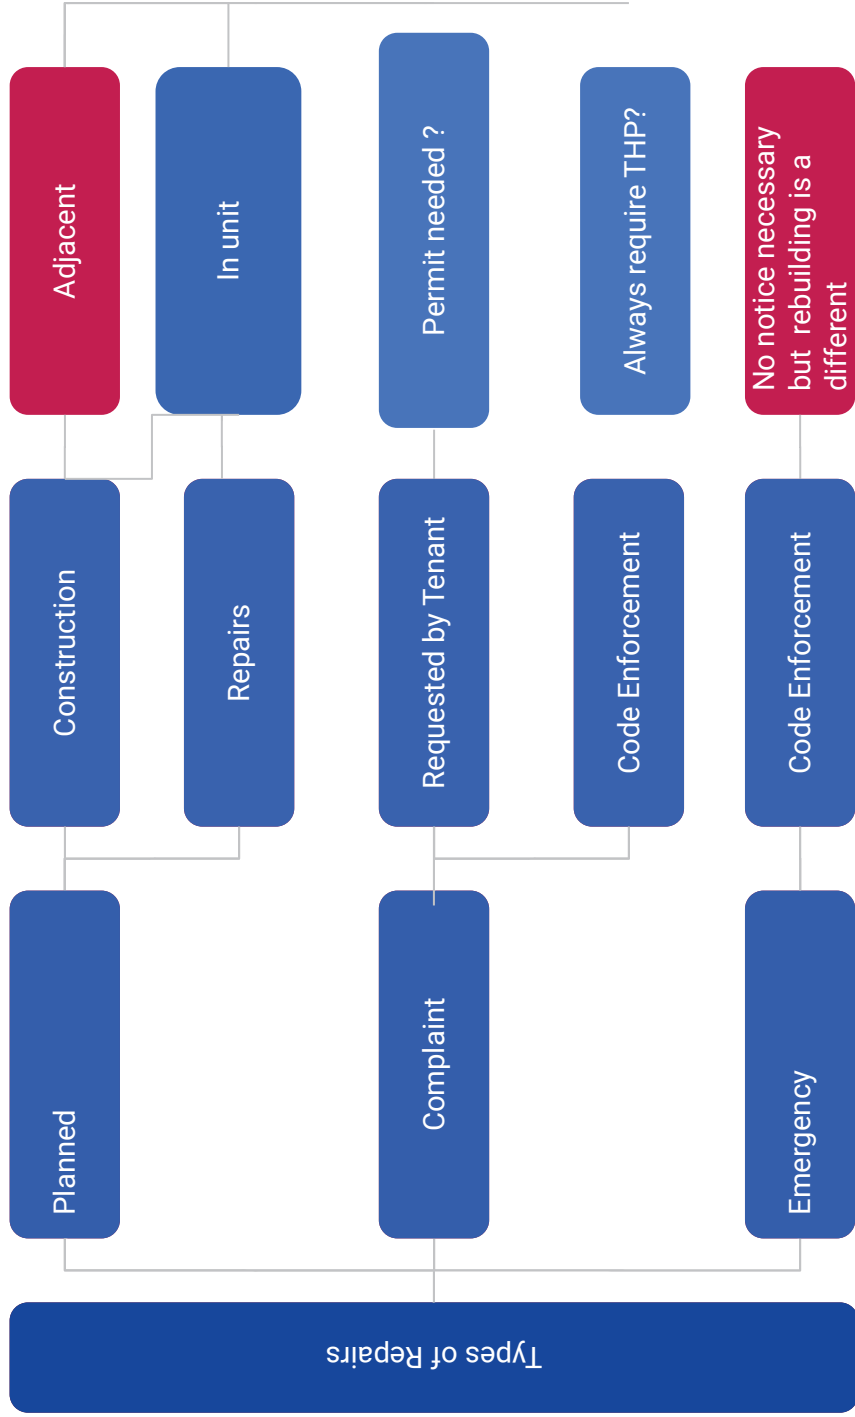 Types of Repairs
Planned
Construction
Adjacent
Repairs
In unit
Complaint
Requested by Tenant
Permit needed ?
Code Enforcement
Always require THP?
Emergency
Code Enforcement
No notice necessary
but rebuilding is a
different